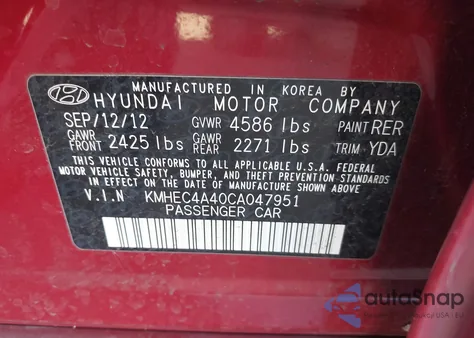 MANUFACTURED IN KOREA BY
HYUNDAI MOTOR COMPANY
SEP/12/12 GVWR 4586 lbs PAINT RER
GAWR FRONT 2425 lbs GAWR REAR 2271 lbs TRIM YDA
THIS VEHICLE CONFORMS TO ALL APPLICABLE U.S.A. FEDERAL
MOTOR VEHICLE SAFETY, BUMPER, AND THEFT PREVENTION STANDARDS
IN EFFECT ON THE DATE OF MANUFACTURE SHOWN ABOVE.
V.I.N KMHEC4A40CA047951
PASSENGER CAR
autoSnap